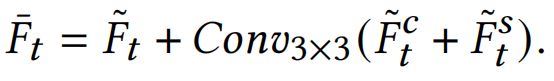 F̄_t = F̃_t + Conv_{3×3}(F̃_t^c + F̃_t^s).